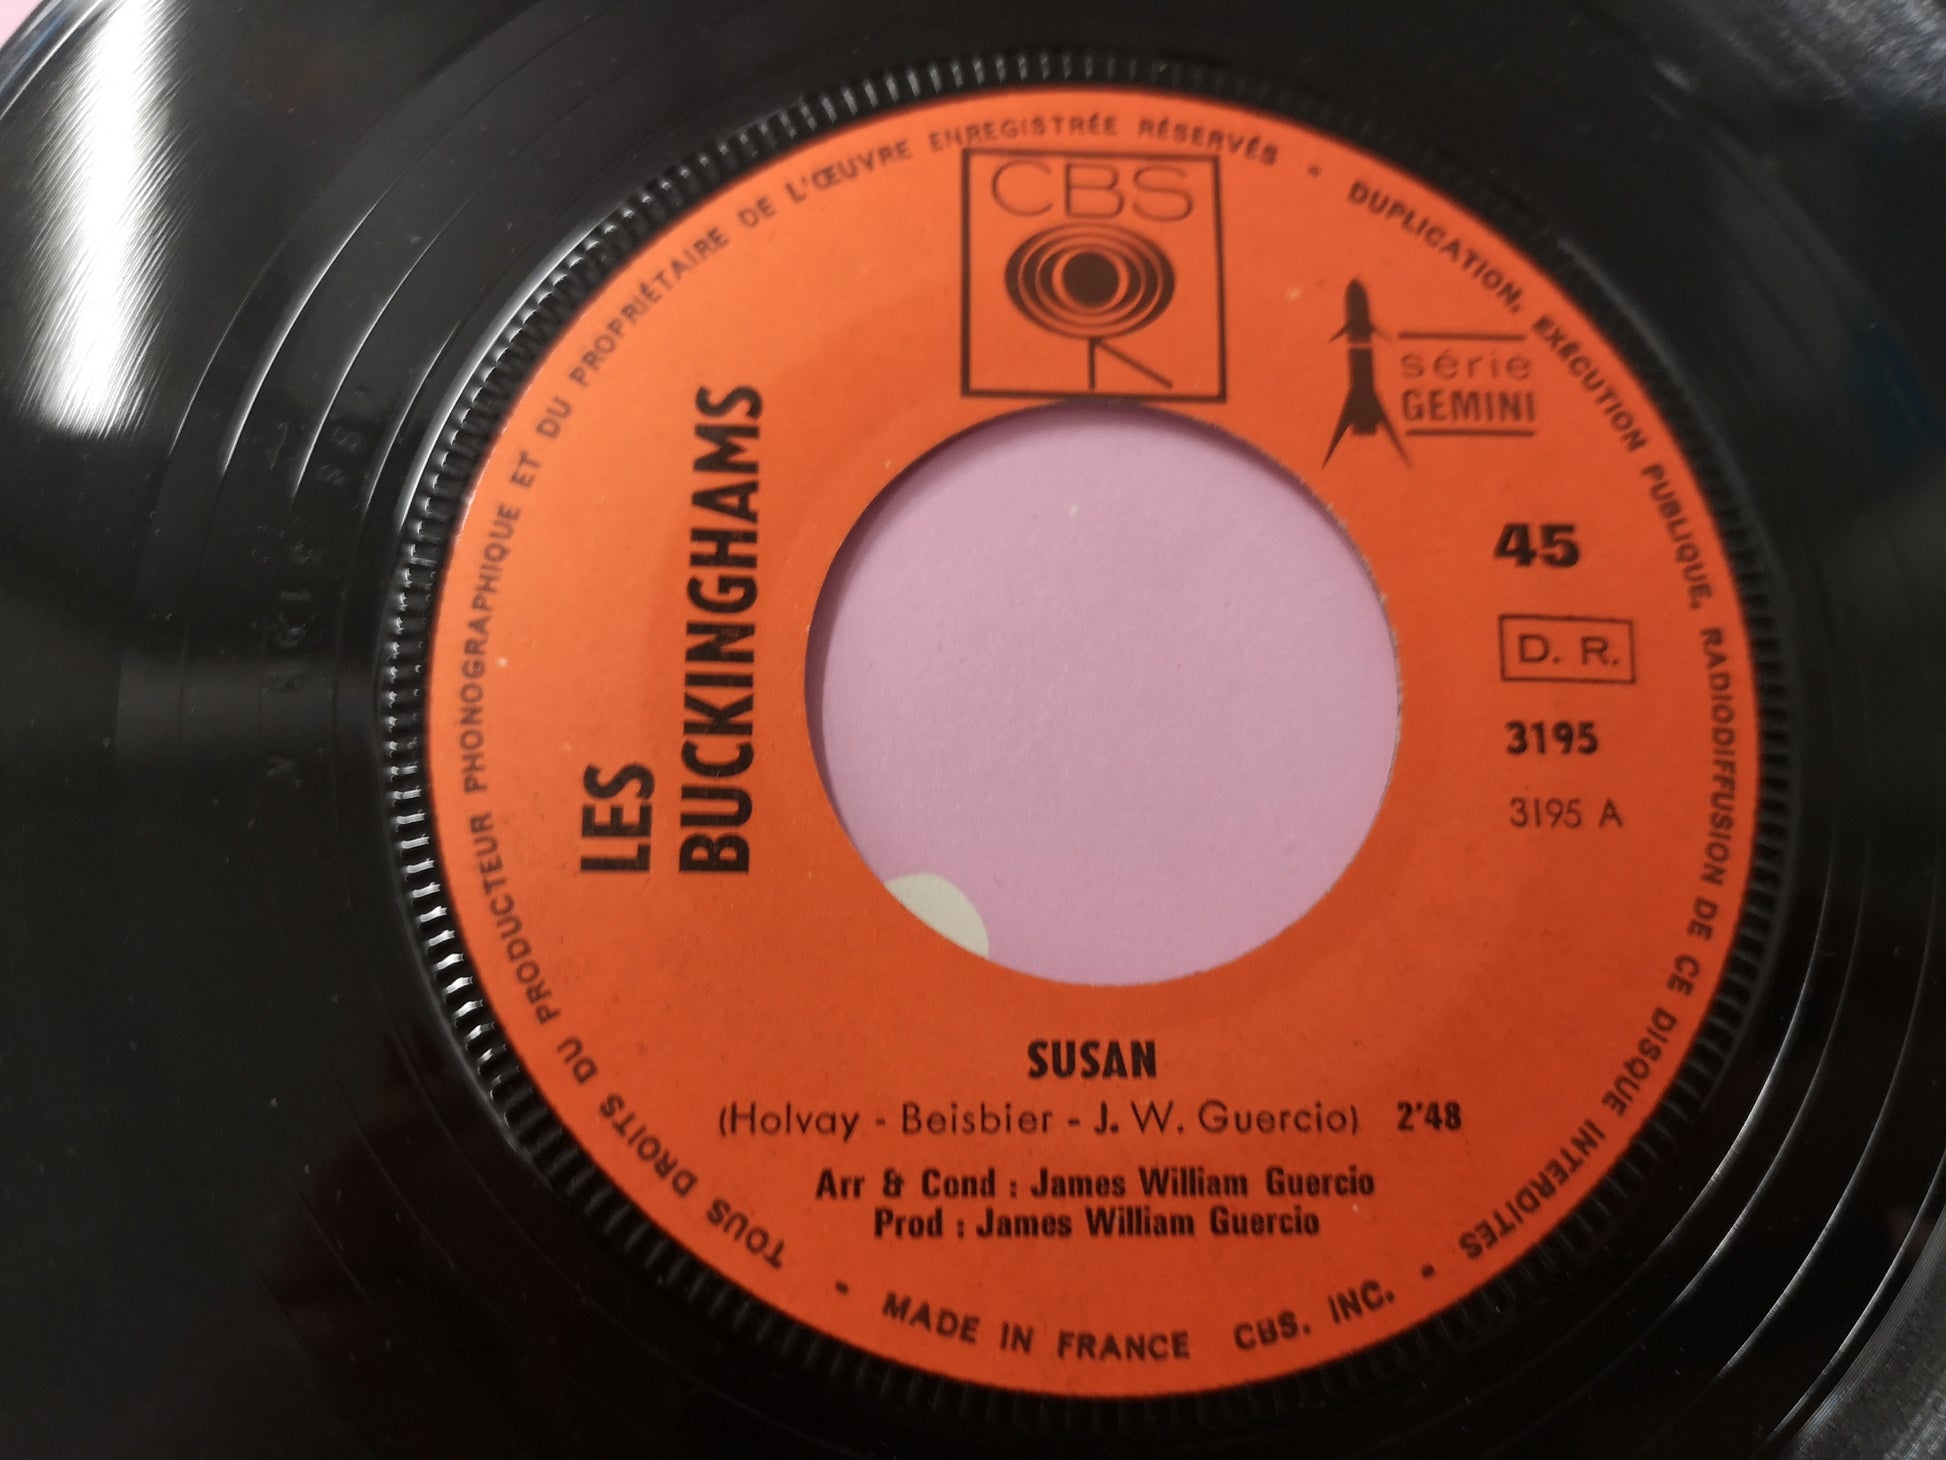 TOUS DROITS DU PRODUCTEUR PHONOGRAPHIQUE ET DU PROPRIÉTAIRE DE L'ŒUVRE ENREGISTRÉE RÉSERVÉS • DUPLICATION, EXÉCUTION PUBLIQUE, RADIODIFFUSION DE CE DISQUE INTERDITES -
CBS
série
GEMINI
LES
BUCKINGHAMS
45
D. R.
3195
3195 A
SUSAN
(Holvay - Beisbier - J. W. Guercio) 2'48
Arr & Cond : James William Guercio
Prod : James William Guercio
- MADE IN FRANCE CBS. INC.